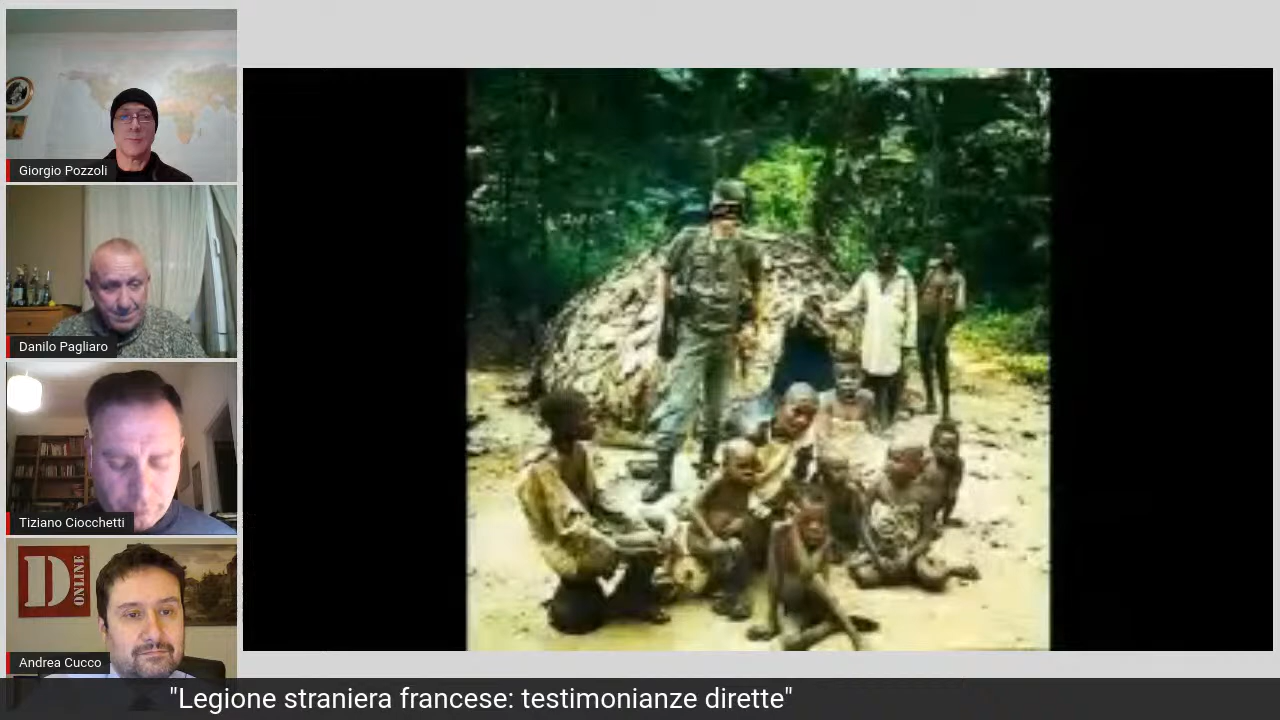 Giorgio Pozzoli
Danilo Pagliaro
Tiziano Ciocchetti
D ONLINE
Andrea Cucco
"Legione straniera francese: testimonianze dirette"